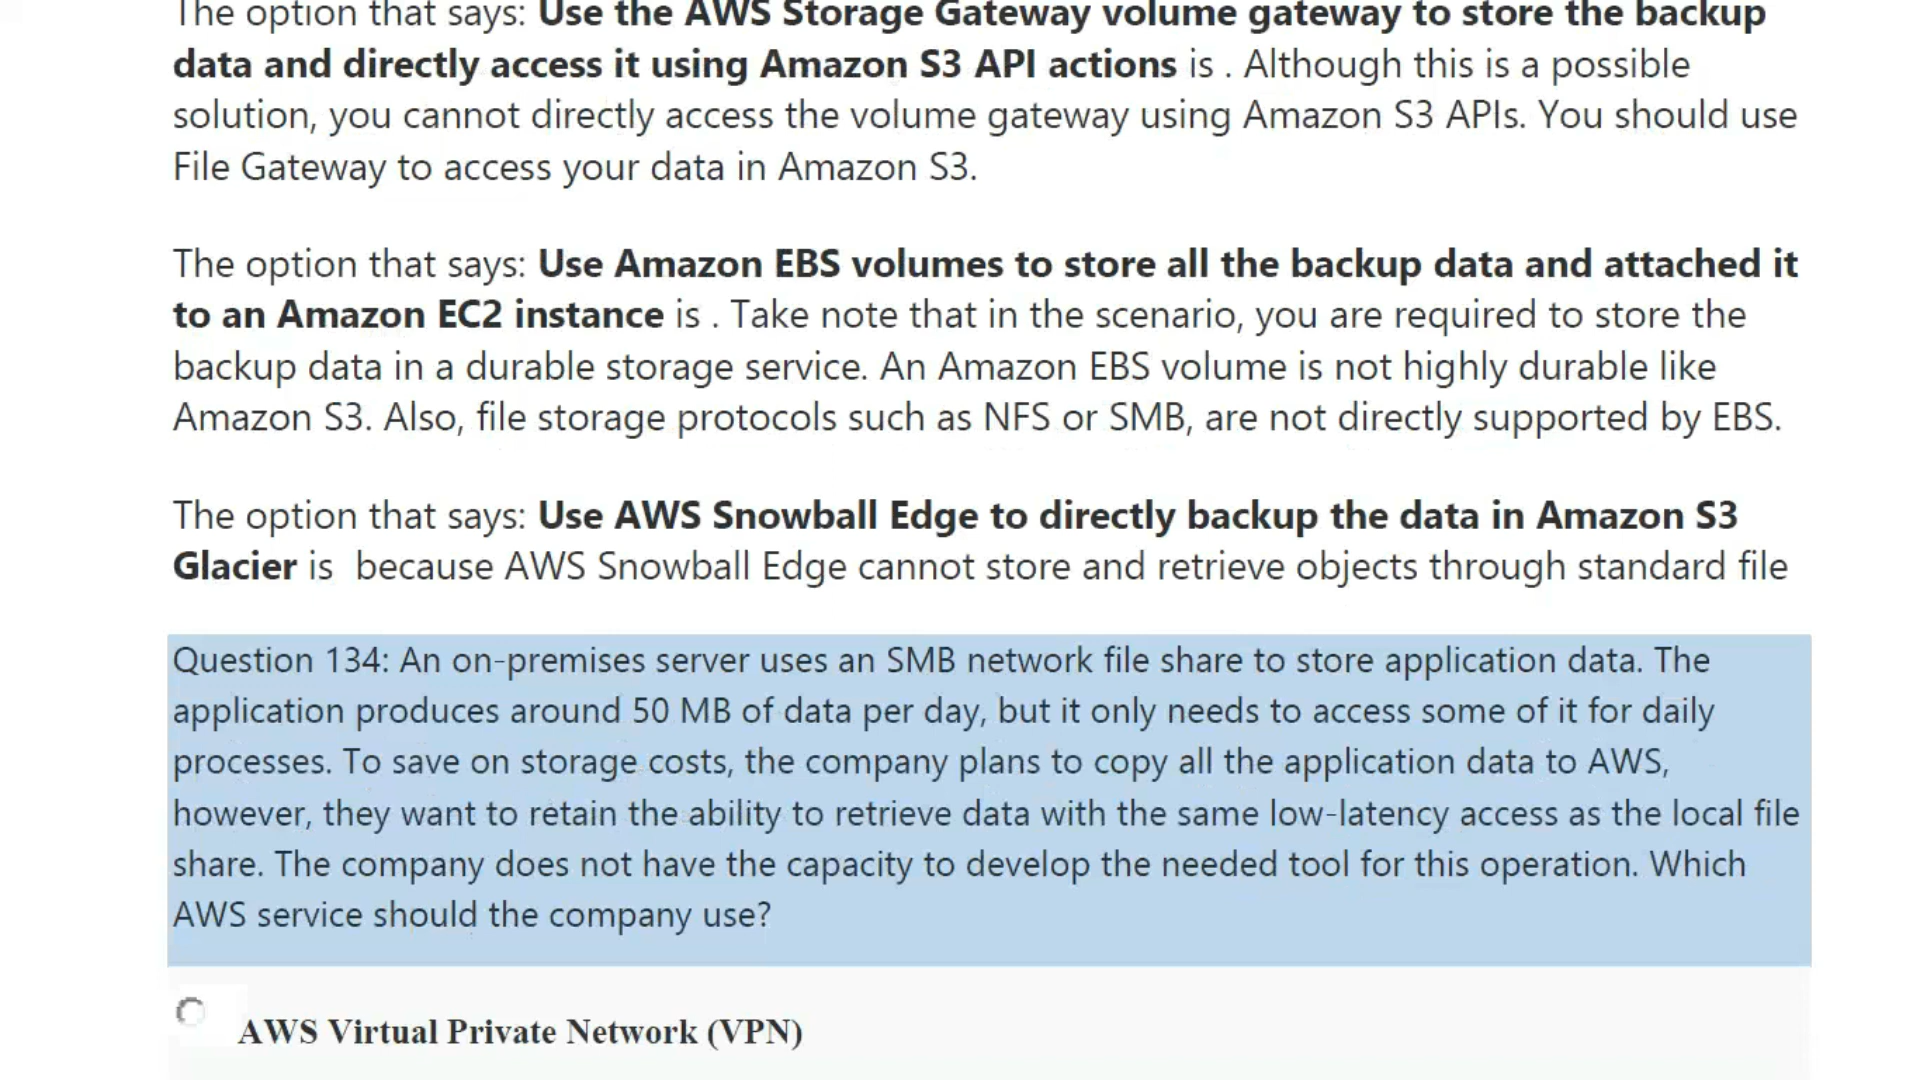 The option that says: Use the AWS Storage Gateway volume gateway to store the backup
data and directly access it using Amazon S3 API actions is . Although this is a possible
solution, you cannot directly access the volume gateway using Amazon S3 APIs. You should use
File Gateway to access your data in Amazon S3.
The option that says: Use Amazon EBS volumes to store all the backup data and attached it
to an Amazon EC2 instance is . Take note that in the scenario, you are required to store the
backup data in a durable storage service. An Amazon EBS volume is not highly durable like
Amazon S3. Also, file storage protocols such as NFS or SMB, are not directly supported by EBS.
The option that says: Use AWS Snowball Edge to directly backup the data in Amazon S3
Glacier is  because AWS Snowball Edge cannot store and retrieve objects through standard file
Question 134: An on-premises server uses an SMB network file share to store application data. The
application produces around 50 MB of data per day, but it only needs to access some of it for daily
processes. To save on storage costs, the company plans to copy all the application data to AWS,
however, they want to retain the ability to retrieve data with the same low-latency access as the local file
share. The company does not have the capacity to develop the needed tool for this operation. Which
AWS service should the company use?
AWS Virtual Private Network (VPN)